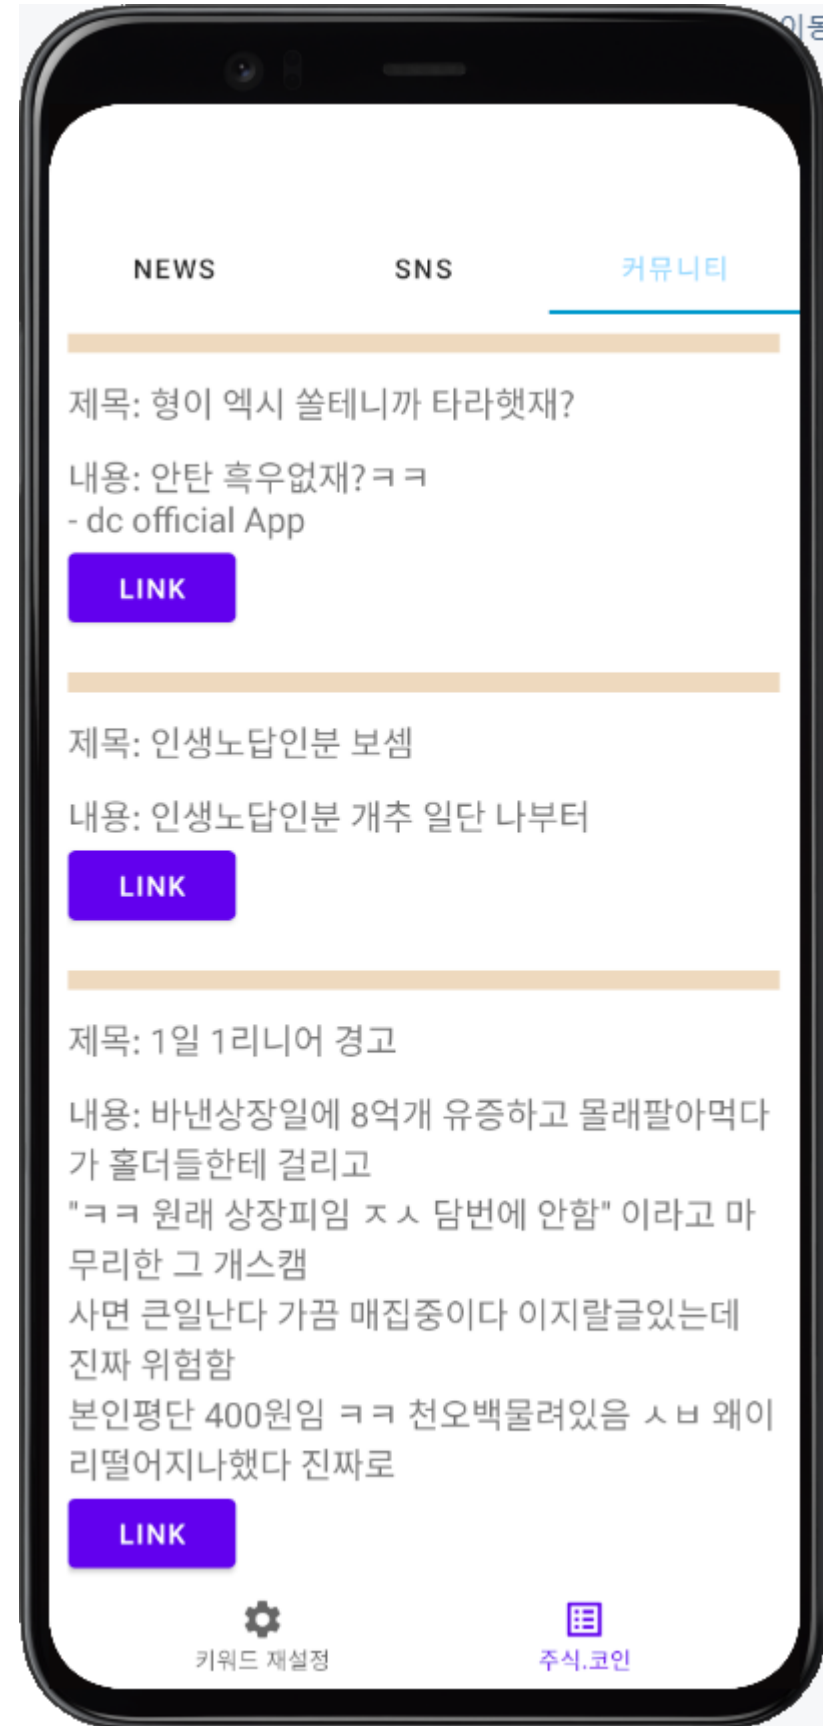 이동
NEWS SNS 커뮤니티
제목: 형이 엑시 쏠테니까 타라햇재?
내용: 안탄 흑우없재?ㅋㅋ
- dc official App
LINK
제목: 인생노답인분 보셈
내용: 인생노답인분 개추 일단 나부터
LINK
제목: 1일 1리니어 경고
내용: 바낸상장일에 8억개 유증하고 몰래팔아먹다
가 홀더들한테 걸리고
"ㅋㅋ 원래 상장피임 ㅈㅅ 담번에 안함" 이라고 마
무리한 그 개스캠
사면 큰일난다 가끔 매집중이다 이지랄글있는데
진짜 위험함
본인평단 400원임 ㅋㅋ 천오백물려있음 ㅅㅂ 왜이
리떨어지나했다 진짜로
LINK
키워드 재설정 주식.코인